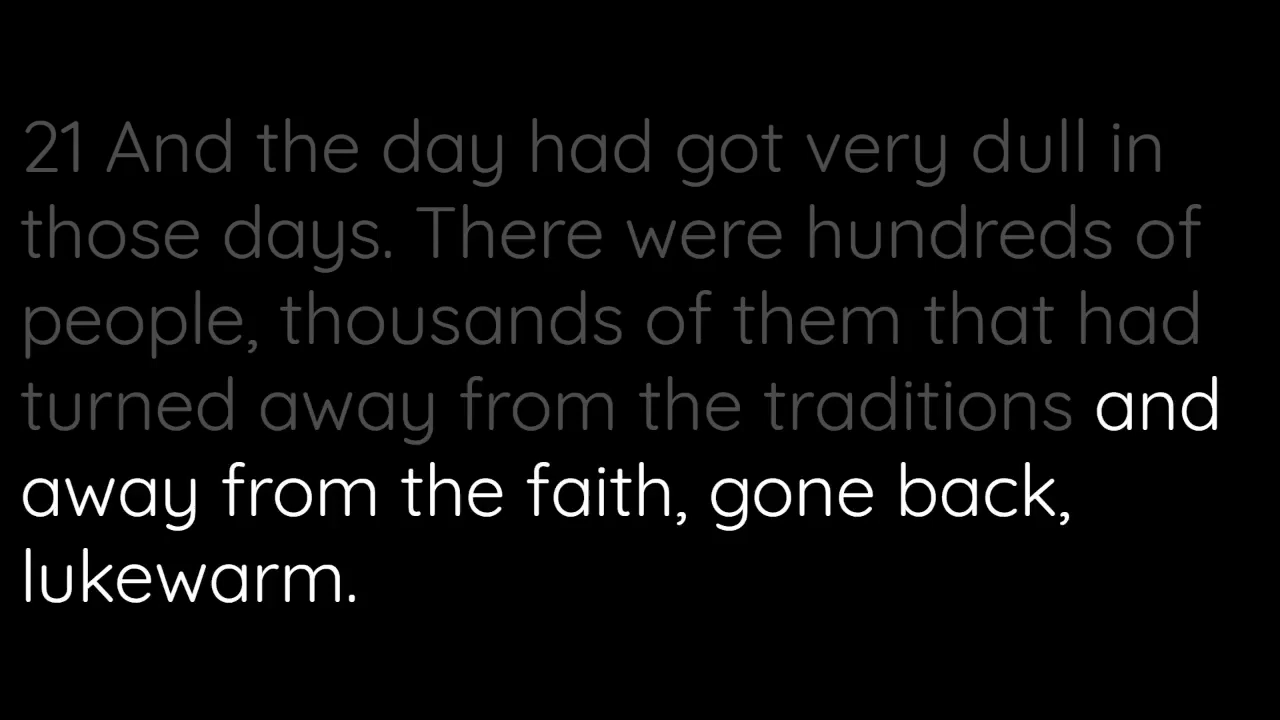 21 And the day had got very dull in
those days. There were hundreds of
people, thousands of them that had
turned away from the traditions and
away from the faith, gone back,
lukewarm.